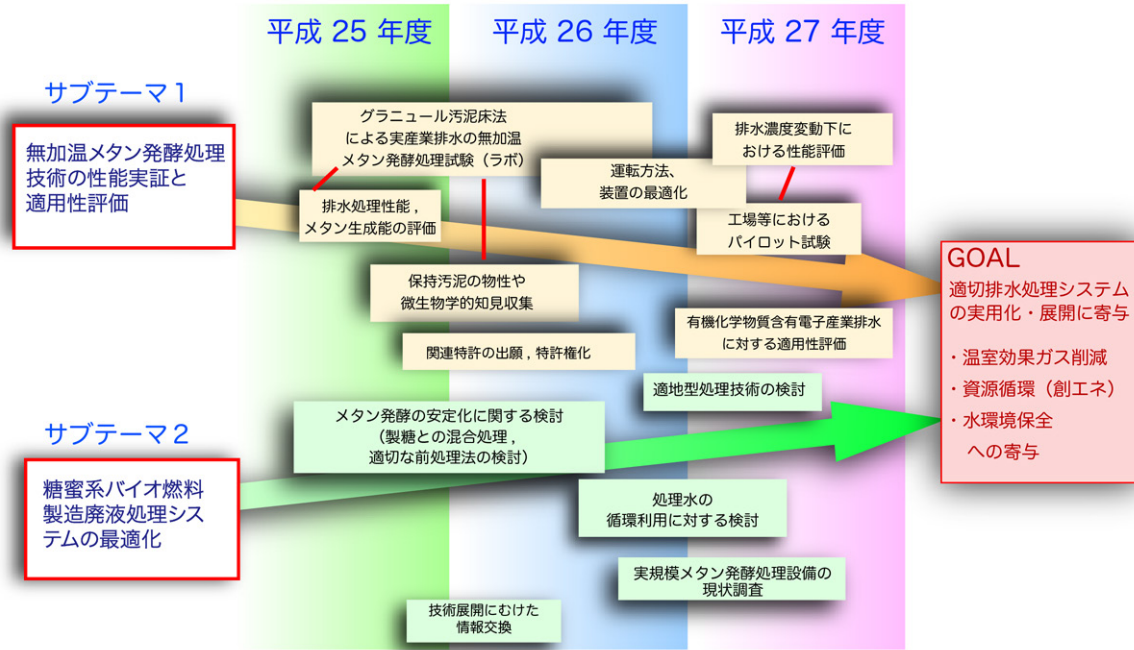 平成 25 年度
平成 26 年度
平成 27 年度
サブテーマ1
無加温メタン発酵処理
技術の性能実証と
適用性評価
グラニュール汚泥床法
による実産業排水の無加温
メタン発酵処理試験（ラボ）
排水処理性能 ,
メタン生成能の評価
保持汚泥の物性や
微生物学的知見収集
関連特許の出願 , 特許権化
運転方法、
装置の最適化
排水濃度変動下に
おける性能評価
工場等における
パイロット試験
有機化学物質含有電子産業排水
に対する適用性評価
サブテーマ2
糖蜜系バイオ燃料
製造廃液処理シス
テムの最適化
メタン発酵の安定化に関する検討
（製糖との混合処理 ,
適切な前処理法の検討）
適地型処理技術の検討
処理水の
循環利用に対する検討
実規模メタン発酵処理設備の
現状調査
技術展開にむけた
情報交換
GOAL
適切排水処理システム
の実用化・展開に寄与
・温室効果ガス削減
・資源循環（創エネ）
・水環境保全
への寄与